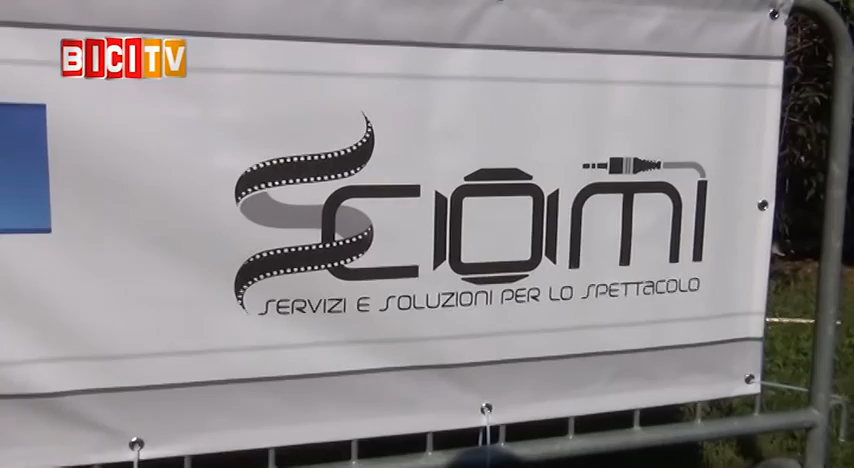 BICITV
SCOMI
SERVIZI E SOLUZIONI PER LO SPETTACOLO